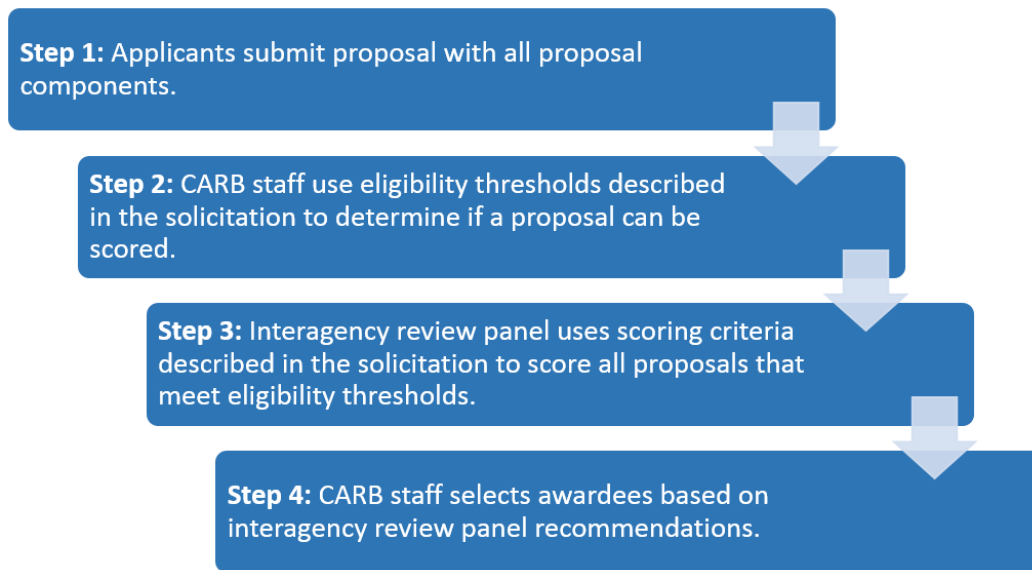 Step 1: Applicants submit proposal with all proposal
components.
Step 2: CARB staff use eligibility thresholds described
in the solicitation to determine if a proposal can be
scored.
Step 3: Interagency review panel uses scoring criteria
described in the solicitation to score all proposals that
meet eligibility thresholds.
Step 4: CARB staff selects awardees based on
interagency review panel recommendations.